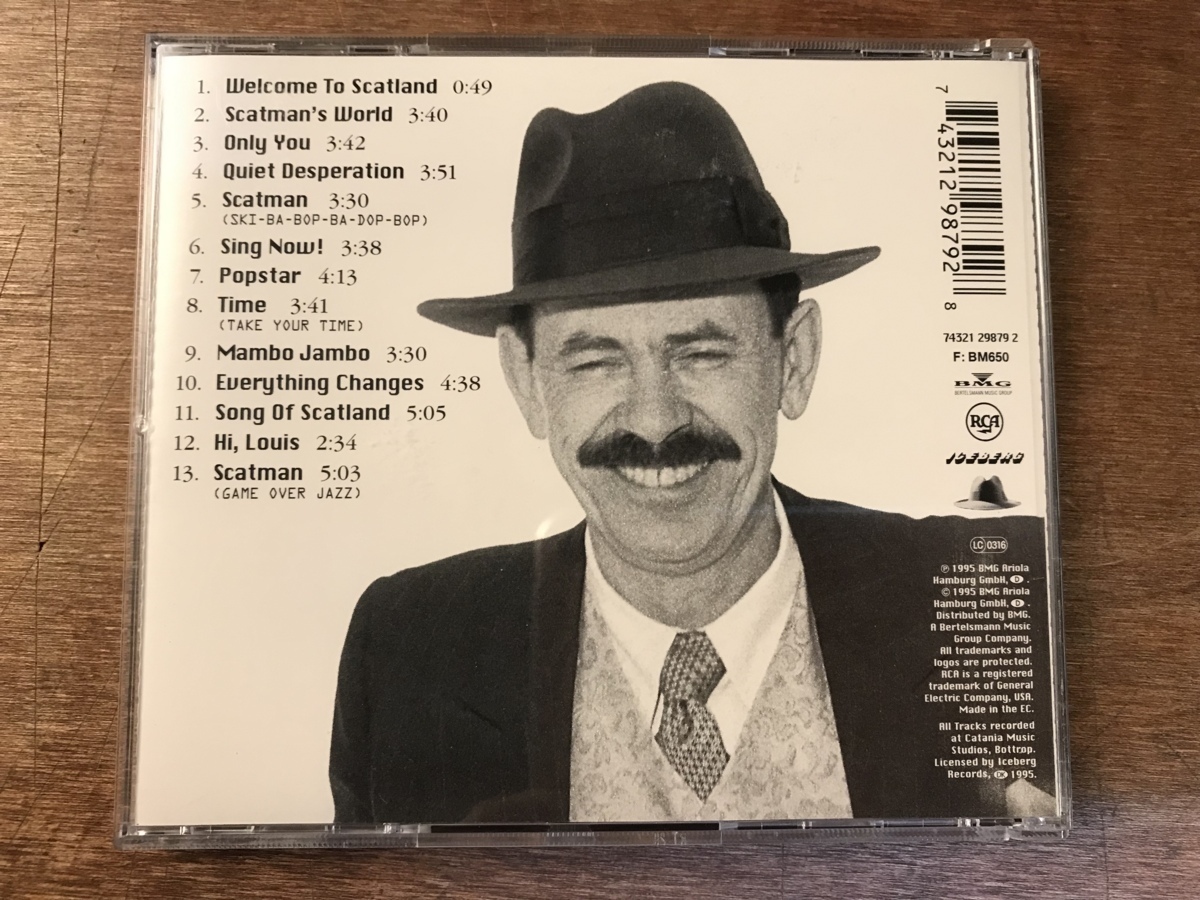 1. Welcome To Scatland 0:49
2. Scatman's World 3:40
3. Only You 3:42
4. Quiet Desperation 3:51
5. Scatman 3:30
(SKI-BA-BOP-BA-DOP-BOP)
6. Sing Now! 3:38
7. Popstar 4:13
8. Time 3:41
(TAKE YOUR TIME)
9. Mambo Jambo 3:30
10. Everything Changes 4:38
11. Song Of Scatland 5:05
12. Hi, Louis 2:34
13. Scatman 5:03
(GAME OVER JAZZ)
7 43212 98792 8
74321 29879 2
F: BM650
BMG
BERTELSMANN MUSIC GROUP
RCA
ICEBERG
LC 0316
℗ 1995 BMG Ariola
Hamburg GmbH, D .
© 1995 BMG Ariola
Hamburg GmbH, D .
Distributed by BMG.
A Bertelsmann Music
Group Company.
All trademarks and
logos are protected.
RCA is a registered
trademark of General
Electric Company, USA.
Made in the EC.
All Tracks recorded
at Catania Music
Studios, Bottrop.
Licensed by Iceberg
Records, DK 1995.